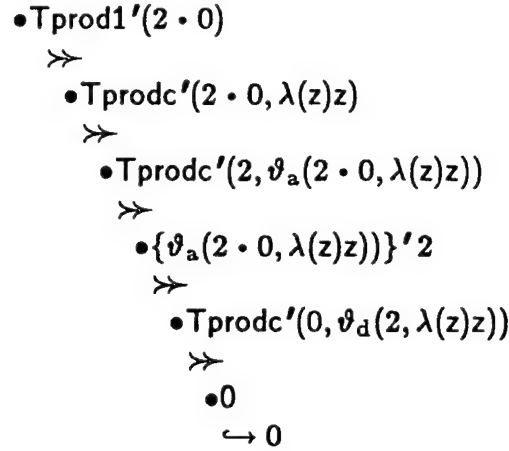 •Tprod1′(2 • 0)
⤚»
•Tprodc′(2 • 0, λ(z)z)
⤚»
•Tprodc′(2, ϑₐ(2 • 0, λ(z)z))
⤚»
•{ϑₐ(2 • 0, λ(z)z))}′2
⤚»
•Tprodc′(0, ϑd(2, λ(z)z))
⤚»
•0
↪ 0